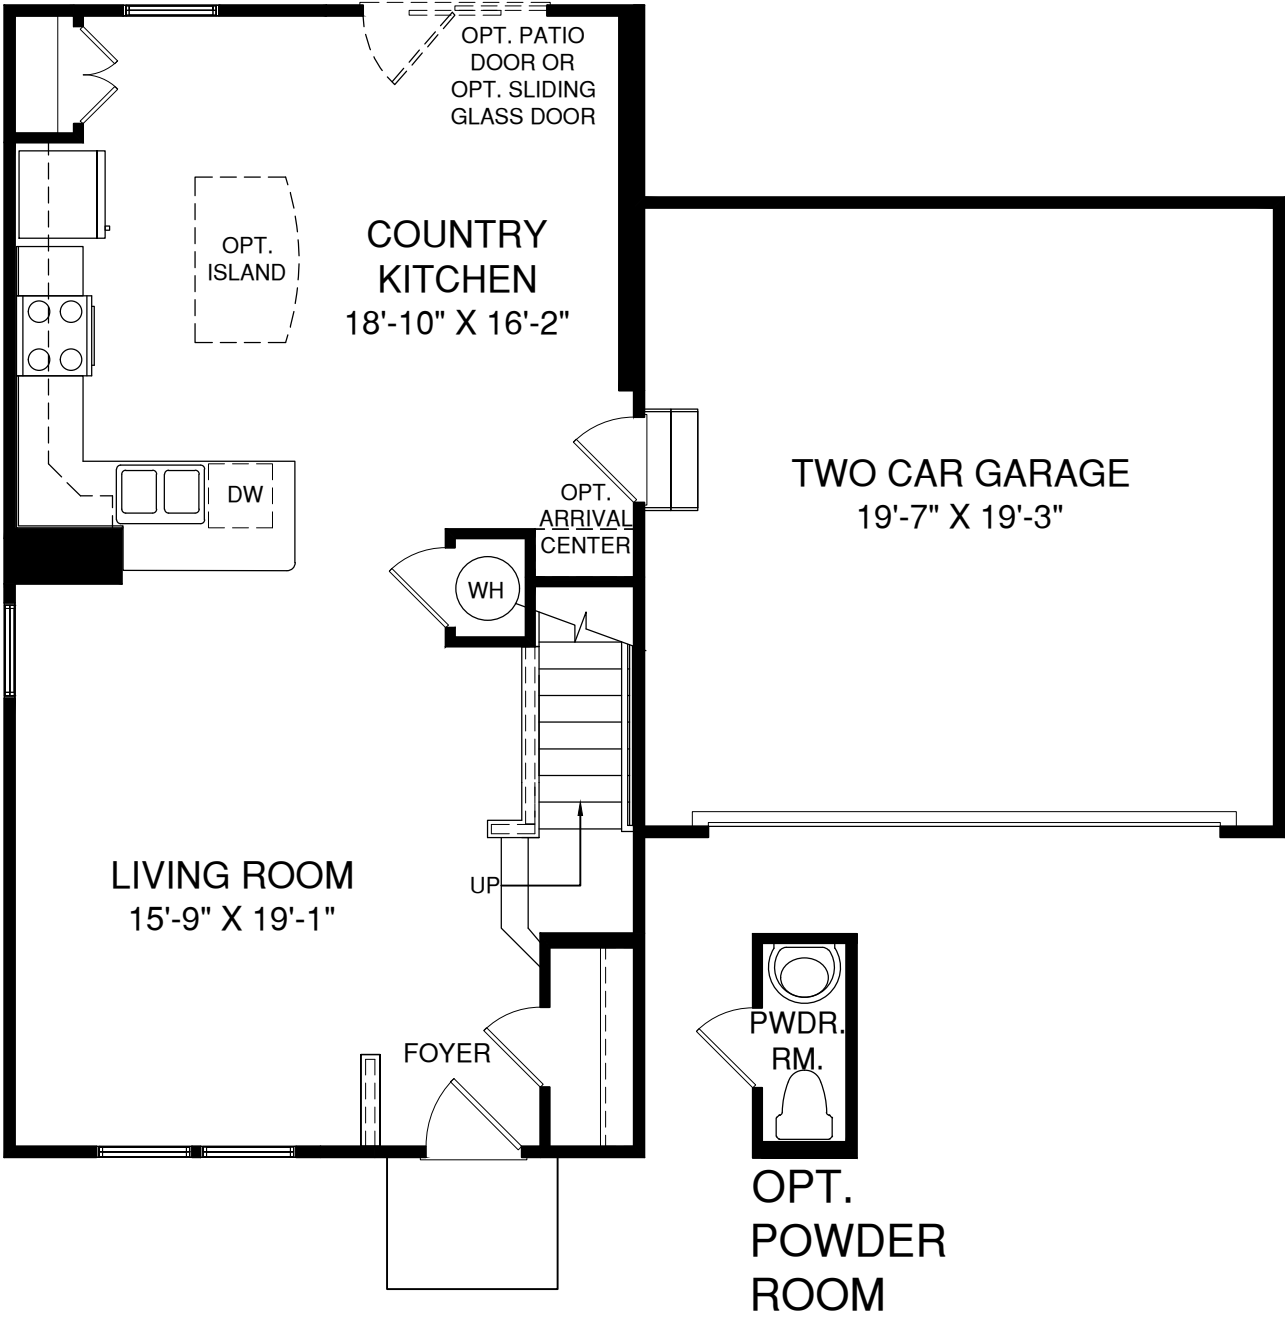 OPT. PATIO
DOOR OR
OPT. SLIDING
GLASS DOOR
OPT.
ISLAND
COUNTRY
KITCHEN
18'-10" X 16'-2"
DW
OPT.
ARRIVAL
CENTER
WH
TWO CAR GARAGE
19'-7" X 19'-3"
LIVING ROOM
15'-9" X 19'-1"
UP
FOYER
PWDR.
RM.
OPT.
POWDER
ROOM